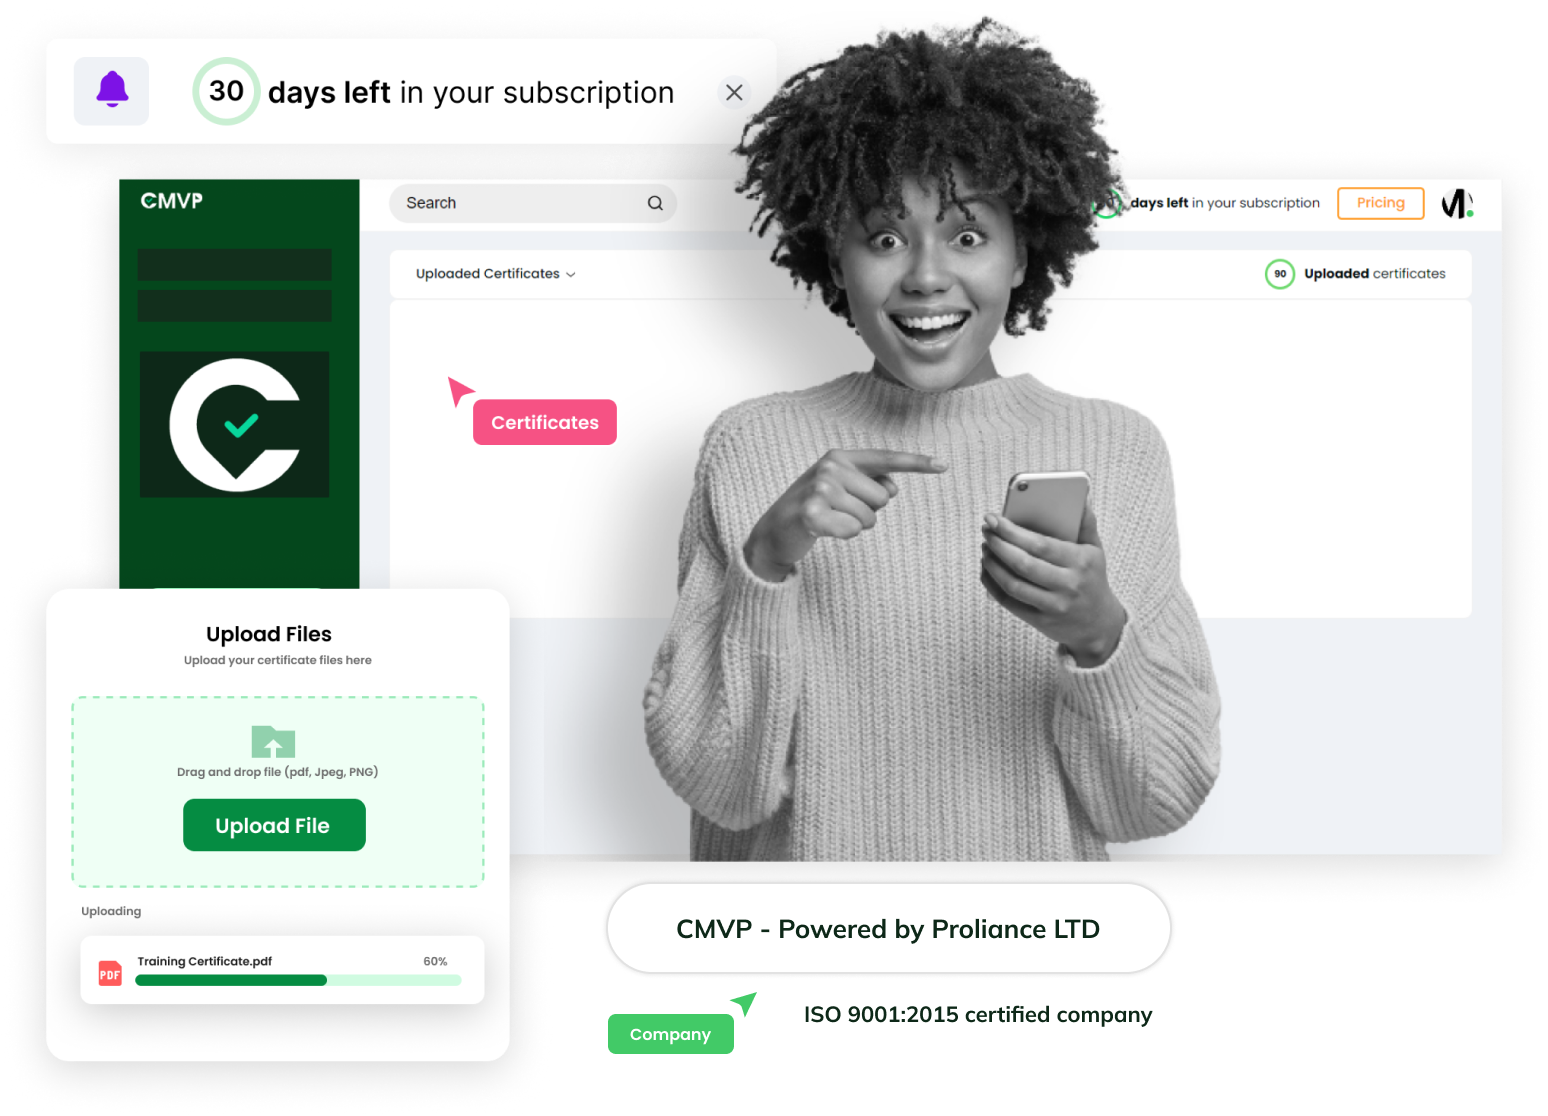 30 days left in your subscription
CMVP
Search
days left in your subscription
Pricing
Uploaded Certificates
90 Uploaded certificates
Certificates
Upload Files
Upload your certificate files here
Drag and drop file (pdf, Jpeg, PNG)
Upload File
Uploading
PDF
Training Certificate.pdf
60%
CMVP - Powered by Proliance LTD
ISO 9001:2015 certified company
Company